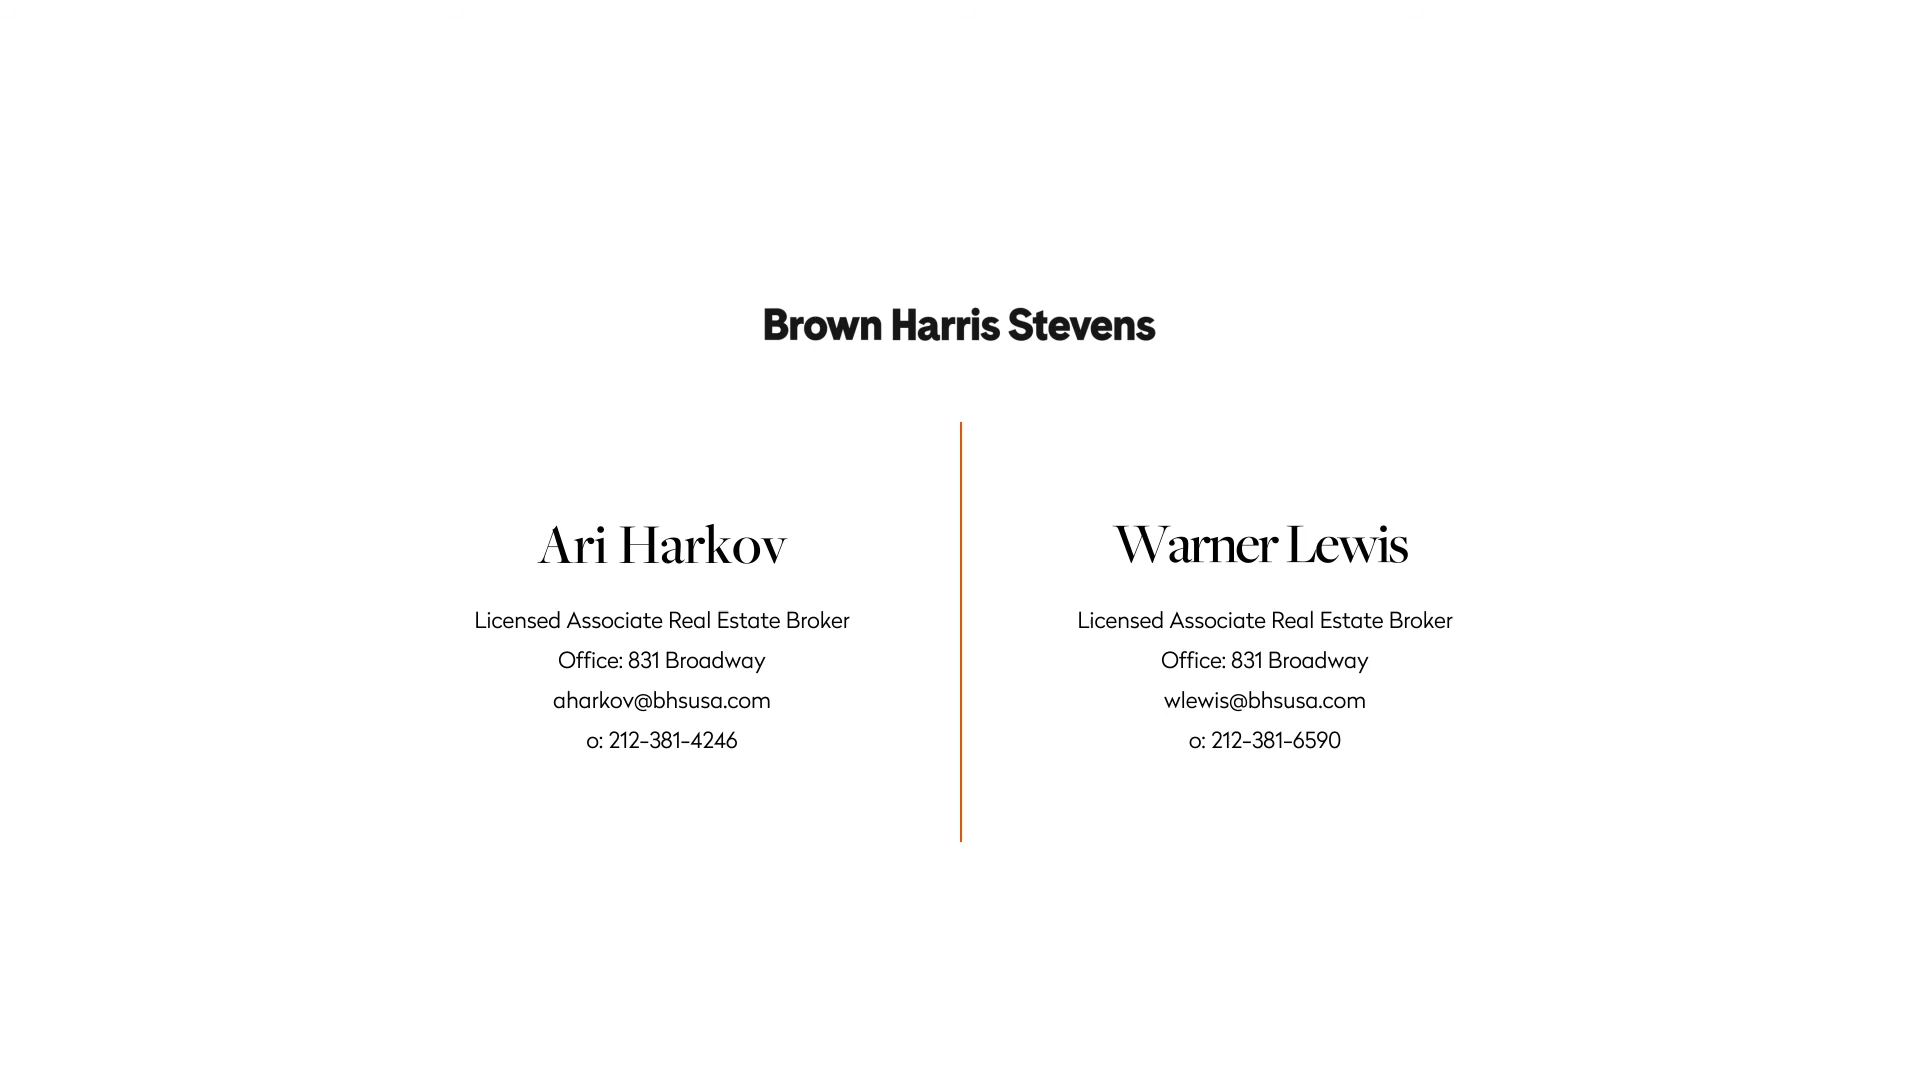 Brown Harris Stevens
Ari Harkov
Licensed Associate Real Estate Broker
Office: 831 Broadway
aharkov@bhsusa.com
o: 212-381-4246
Warner Lewis
Licensed Associate Real Estate Broker
Office: 831 Broadway
wlewis@bhsusa.com
o: 212-381-6590